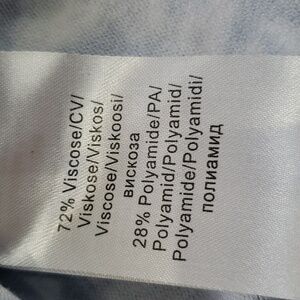 72% Viscose/CV/
Viskose/Viskos/
Viscose/Viskoosi/
вискоза
28% Polyamide/PA/
Polyamid/Polyamid/
Polyamide/Polyamidi/
полиамид